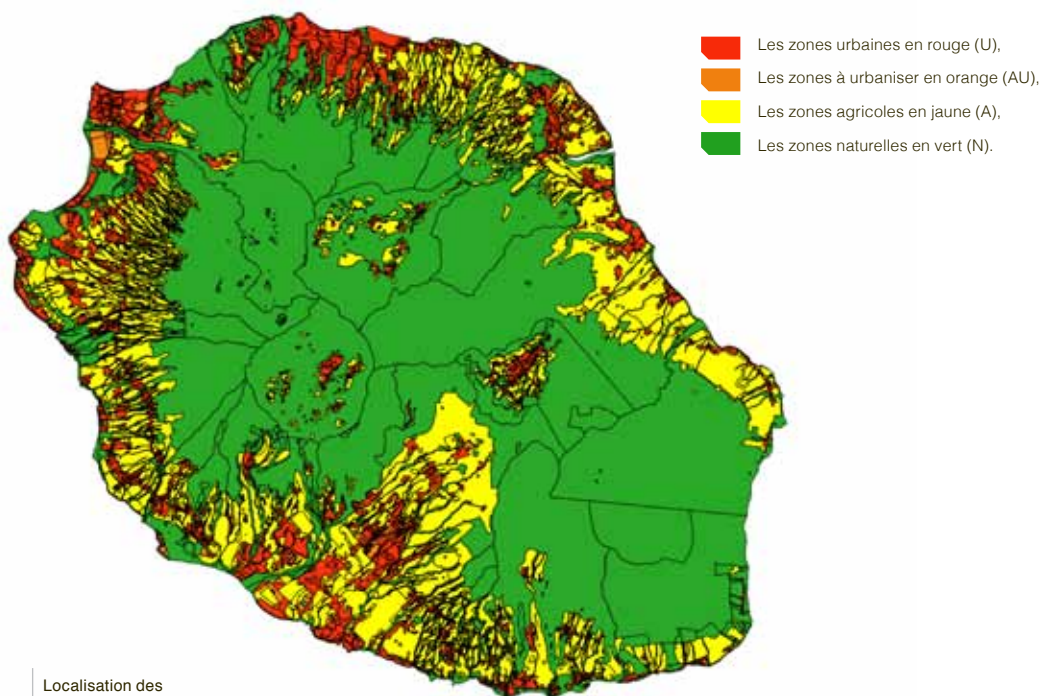 Les zones urbaines en rouge (U),
Les zones à urbaniser en orange (AU),
Les zones agricoles en jaune (A),
Les zones naturelles en vert (N).
Localisation des